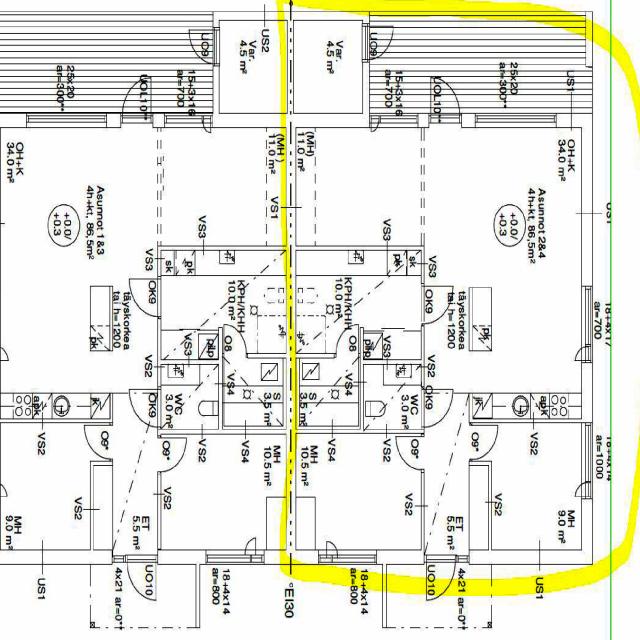 US2
UO9
Var.
4.5 m²
Var.
4.5 m²
UO9
25x20
ar=300**
UOL10**
15+3x16
ar=700
15+3x16
ar=700
UOL10**
25x20
ar=300**
US1
OH+K
34.0 m²
(MH)
11.0 m²
(MH)
11.0 m²
OH+K
34.0 m²
Asunnot 1&3
4h+kt, 86,5m²
+0.0/
+0.3
VS1
Asunnot 2&4
4h+kt, 86,5m²
+0.0/
+0.3
US1
VS3
VS3
VS3
sk
pk
pk
sk
VS3
OK9
KPH/KHH
10.0 m²
KPH/KHH
10.0 m²
OK9
täyskorkea
tai h=1200
pk
täyskorkea
tai h=1200
pk
18+4x17
ar=700
VS3
O8
O8
VS3
VS2
VS4
VS4
VS2
WC
3.0 m²
S
3.5 m²
S
3.5 m²
WC
3.0 m²
apk
jk
OK9
OK9
jk
apk
VS2
O9*
O9*
VS2
VS4
VS4
VS2
O9*
O9*
VS2
18+4x14
ar=1000
MH
10.5 m²
MH
10.5 m²
VS2
VS2
VS2
VS2
MH
9.0 m²
ET
5.5 m²
ET
5.5 m²
MH
9.0 m²
US1
4x21 ar=0**
UO10
18+4x14
ar=800
EI30
18+4x14
ar=800
UO10
4x21 ar=0**
US1